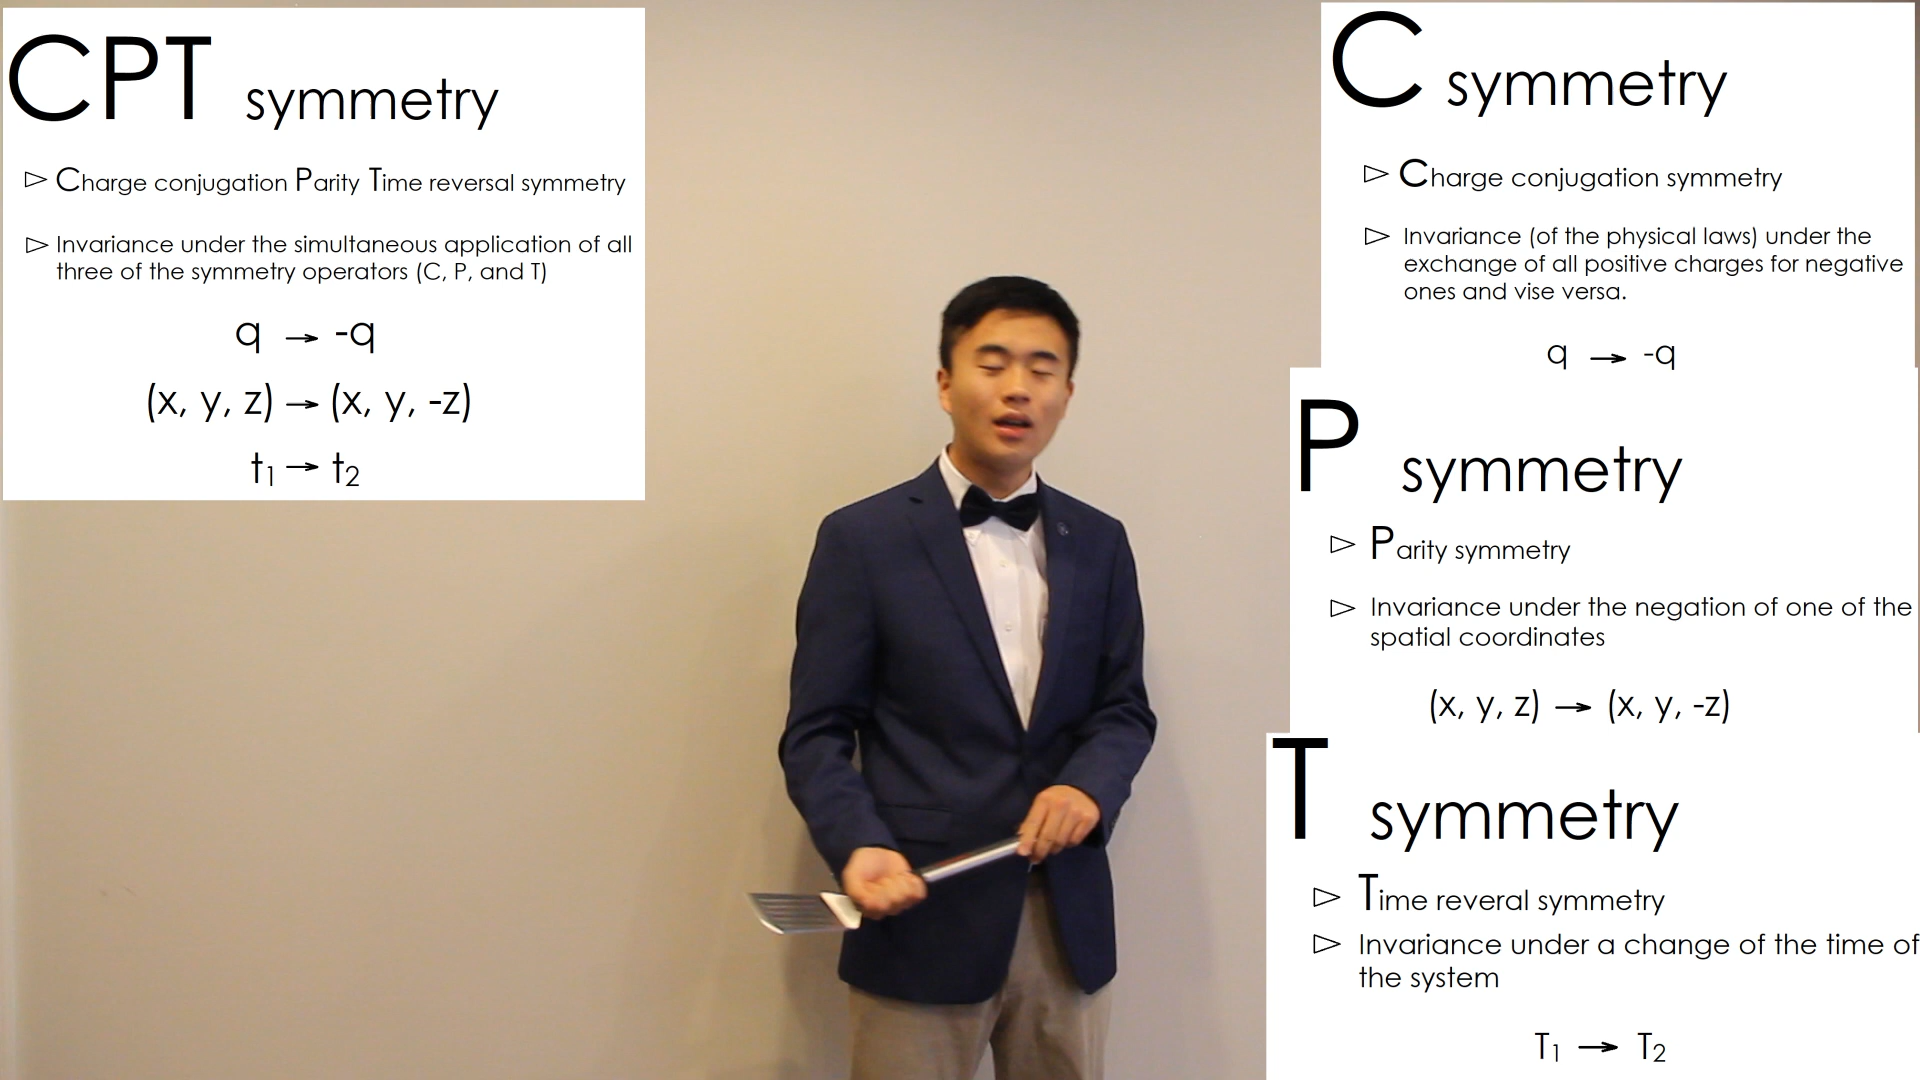 CPT symmetry
Charge conjugation Parity Time reversal symmetry
Invariance under the simultaneous application of all
three of the symmetry operators (C, P, and T)
q → -q
(x, y, z) → (x, y, -z)
t₁ → t₂
C symmetry
Charge conjugation symmetry
Invariance (of the physical laws) under the
exchange of all positive charges for negative
ones and vise versa.
q → -q
P symmetry
Parity symmetry
Invariance under the negation of one of the
spatial coordinates
(x, y, z) → (x, y, -z)
T symmetry
Time reveral symmetry
Invariance under a change of the time of
the system
T₁ → T₂